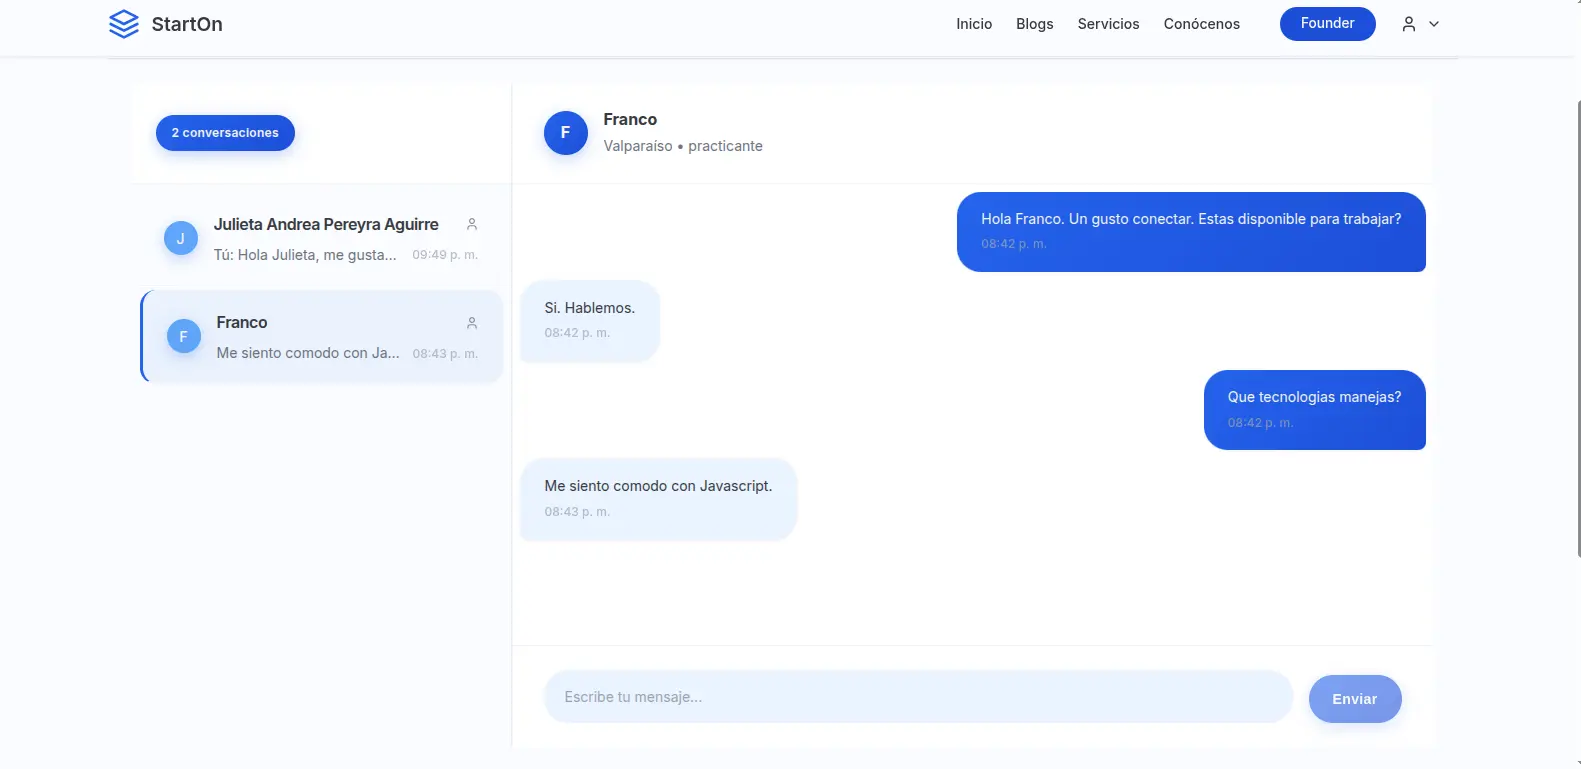 StartOn
Inicio
Blogs
Servicios
Conócenos
Founder
2 conversaciones
Julieta Andrea Pereyra Aguirre
J
Tú: Hola Julieta, me gusta...
09:49 p. m.
Franco
F
Me siento comodo con Ja...
08:43 p. m.
F
Franco
Valparaíso • practicante
Hola Franco. Un gusto conectar. Estas disponible para trabajar?
08:42 p. m.
Si. Hablemos.
08:42 p. m.
Que tecnologias manejas?
08:42 p. m.
Me siento comodo con Javascript.
08:43 p. m.
Escribe tu mensaje...
Enviar